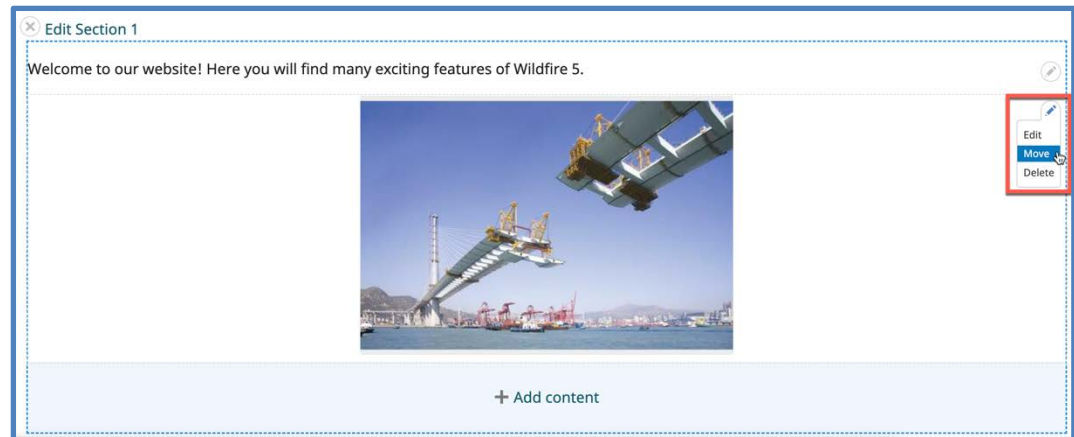 Edit Section 1
Welcome to our website! Here you will find many exciting features of Wildfire 5.
Edit
Move
Delete
Add content